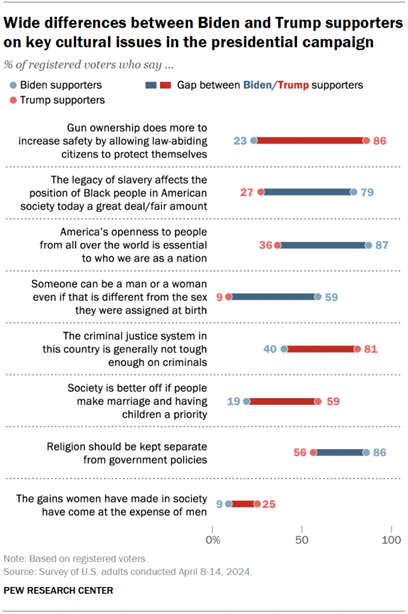 Wide differences between Biden and Trump supporters
on key cultural issues in the presidential campaign
% of registered voters who say ...
Biden supporters
Gap between Biden/Trump supporters
Trump supporters
Gun ownership does more to
increase safety by allowing law-abiding
citizens to protect themselves
23 86
The legacy of slavery affects the
position of Black people in American
society today a great deal/fair amount
27 79
America's openness to people
from all over the world is essential
to who we are as a nation
36 87
Someone can be a man or a woman
even if that is different from the sex
they were assigned at birth
9 59
The criminal justice system in
this country is generally not tough
enough on criminals
40 81
Society is better off if people
make marriage and having
children a priority
19 59
Religion should be kept separate
from government policies
56 86
The gains women have made in society
have come at the expense of men
9 25
0% 50 100
Note: Based on registered voters.
Source: Survey of U.S. adults conducted April 8-14, 2024.
PEW RESEARCH CENTER